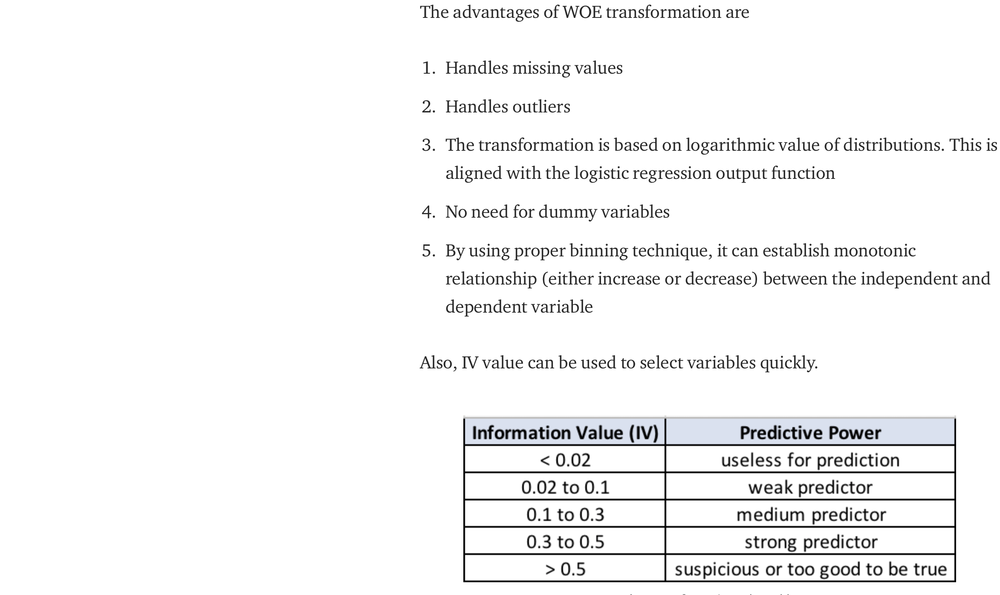 The advantages of WOE transformation are
1. Handles missing values
2. Handles outliers
3. The transformation is based on logarithmic value of distributions. This is
aligned with the logistic regression output function
4. No need for dummy variables
5. By using proper binning technique, it can establish monotonic
relationship (either increase or decrease) between the independent and
dependent variable
Also, IV value can be used to select variables quickly.
Information Value (IV) Predictive Power
< 0.02 useless for prediction
0.02 to 0.1 weak predictor
0.1 to 0.3 medium predictor
0.3 to 0.5 strong predictor
> 0.5 suspicious or too good to be true